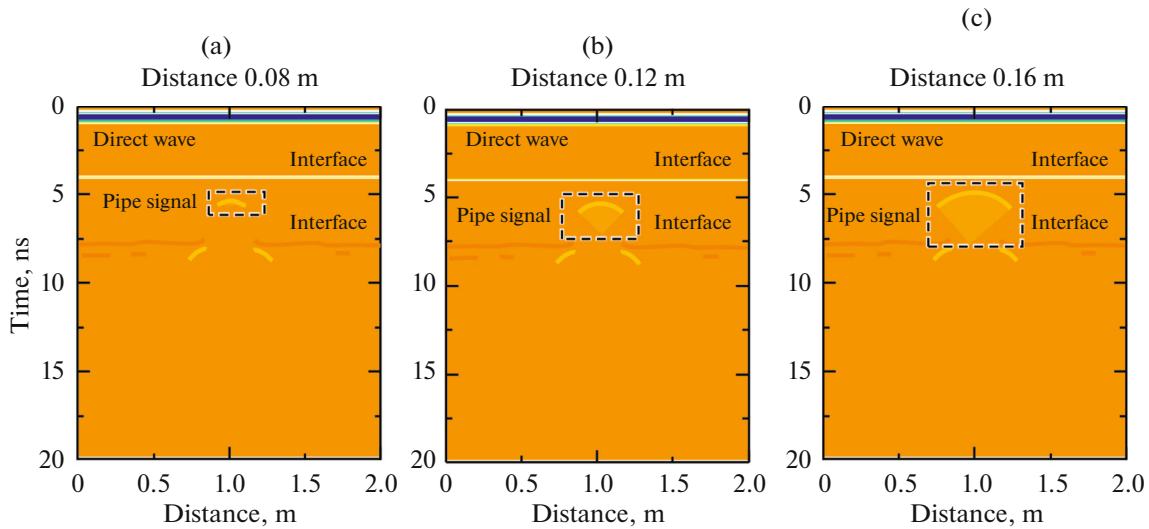 (a)
Distance 0.08 m
0
5
10
15
20
Time, ns
Direct wave
Interface
Pipe signal
Interface
0 0.5 1.0 1.5 2.0
Distance, m
(b)
Distance 0.12 m
0
5
10
15
20
Direct wave
Interface
Pipe signal
Interface
0 0.5 1.0 1.5 2.0
Distance, m
(c)
Distance 0.16 m
0
5
10
15
20
Direct wave
Interface
Pipe signal
Interface
0 0.5 1.0 1.5 2.0
Distance, m